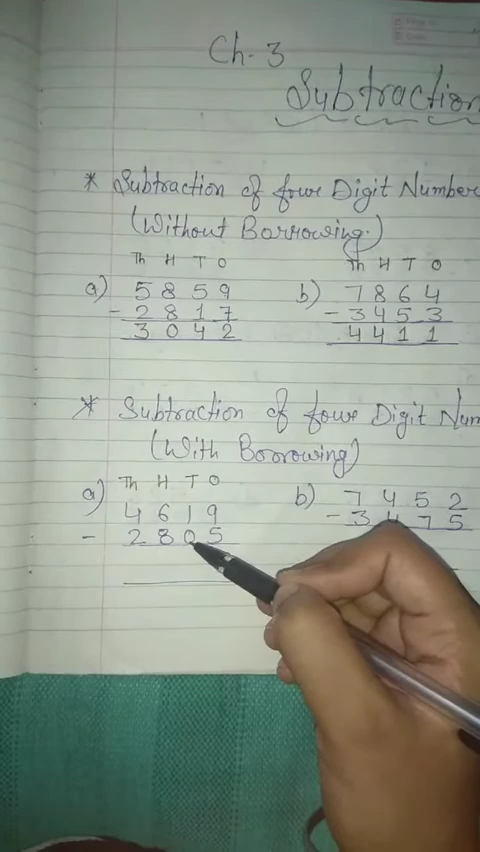 Ch-3
Subtraction
* Subtraction of four Digit Number
(Without Borrowing.)
Th H T O
a) 5 8 5 9
- 2 8 1 7
3 0 4 2
Th H T O
b) 7 8 6 4
- 3 4 5 3
4 4 1 1
* Subtraction of four Digit Num
(With Boorowing)
Th H T O
a) 4 6 1 9
- 2 8 0 5
b) 7 4 5 2
- 3 4 7 5